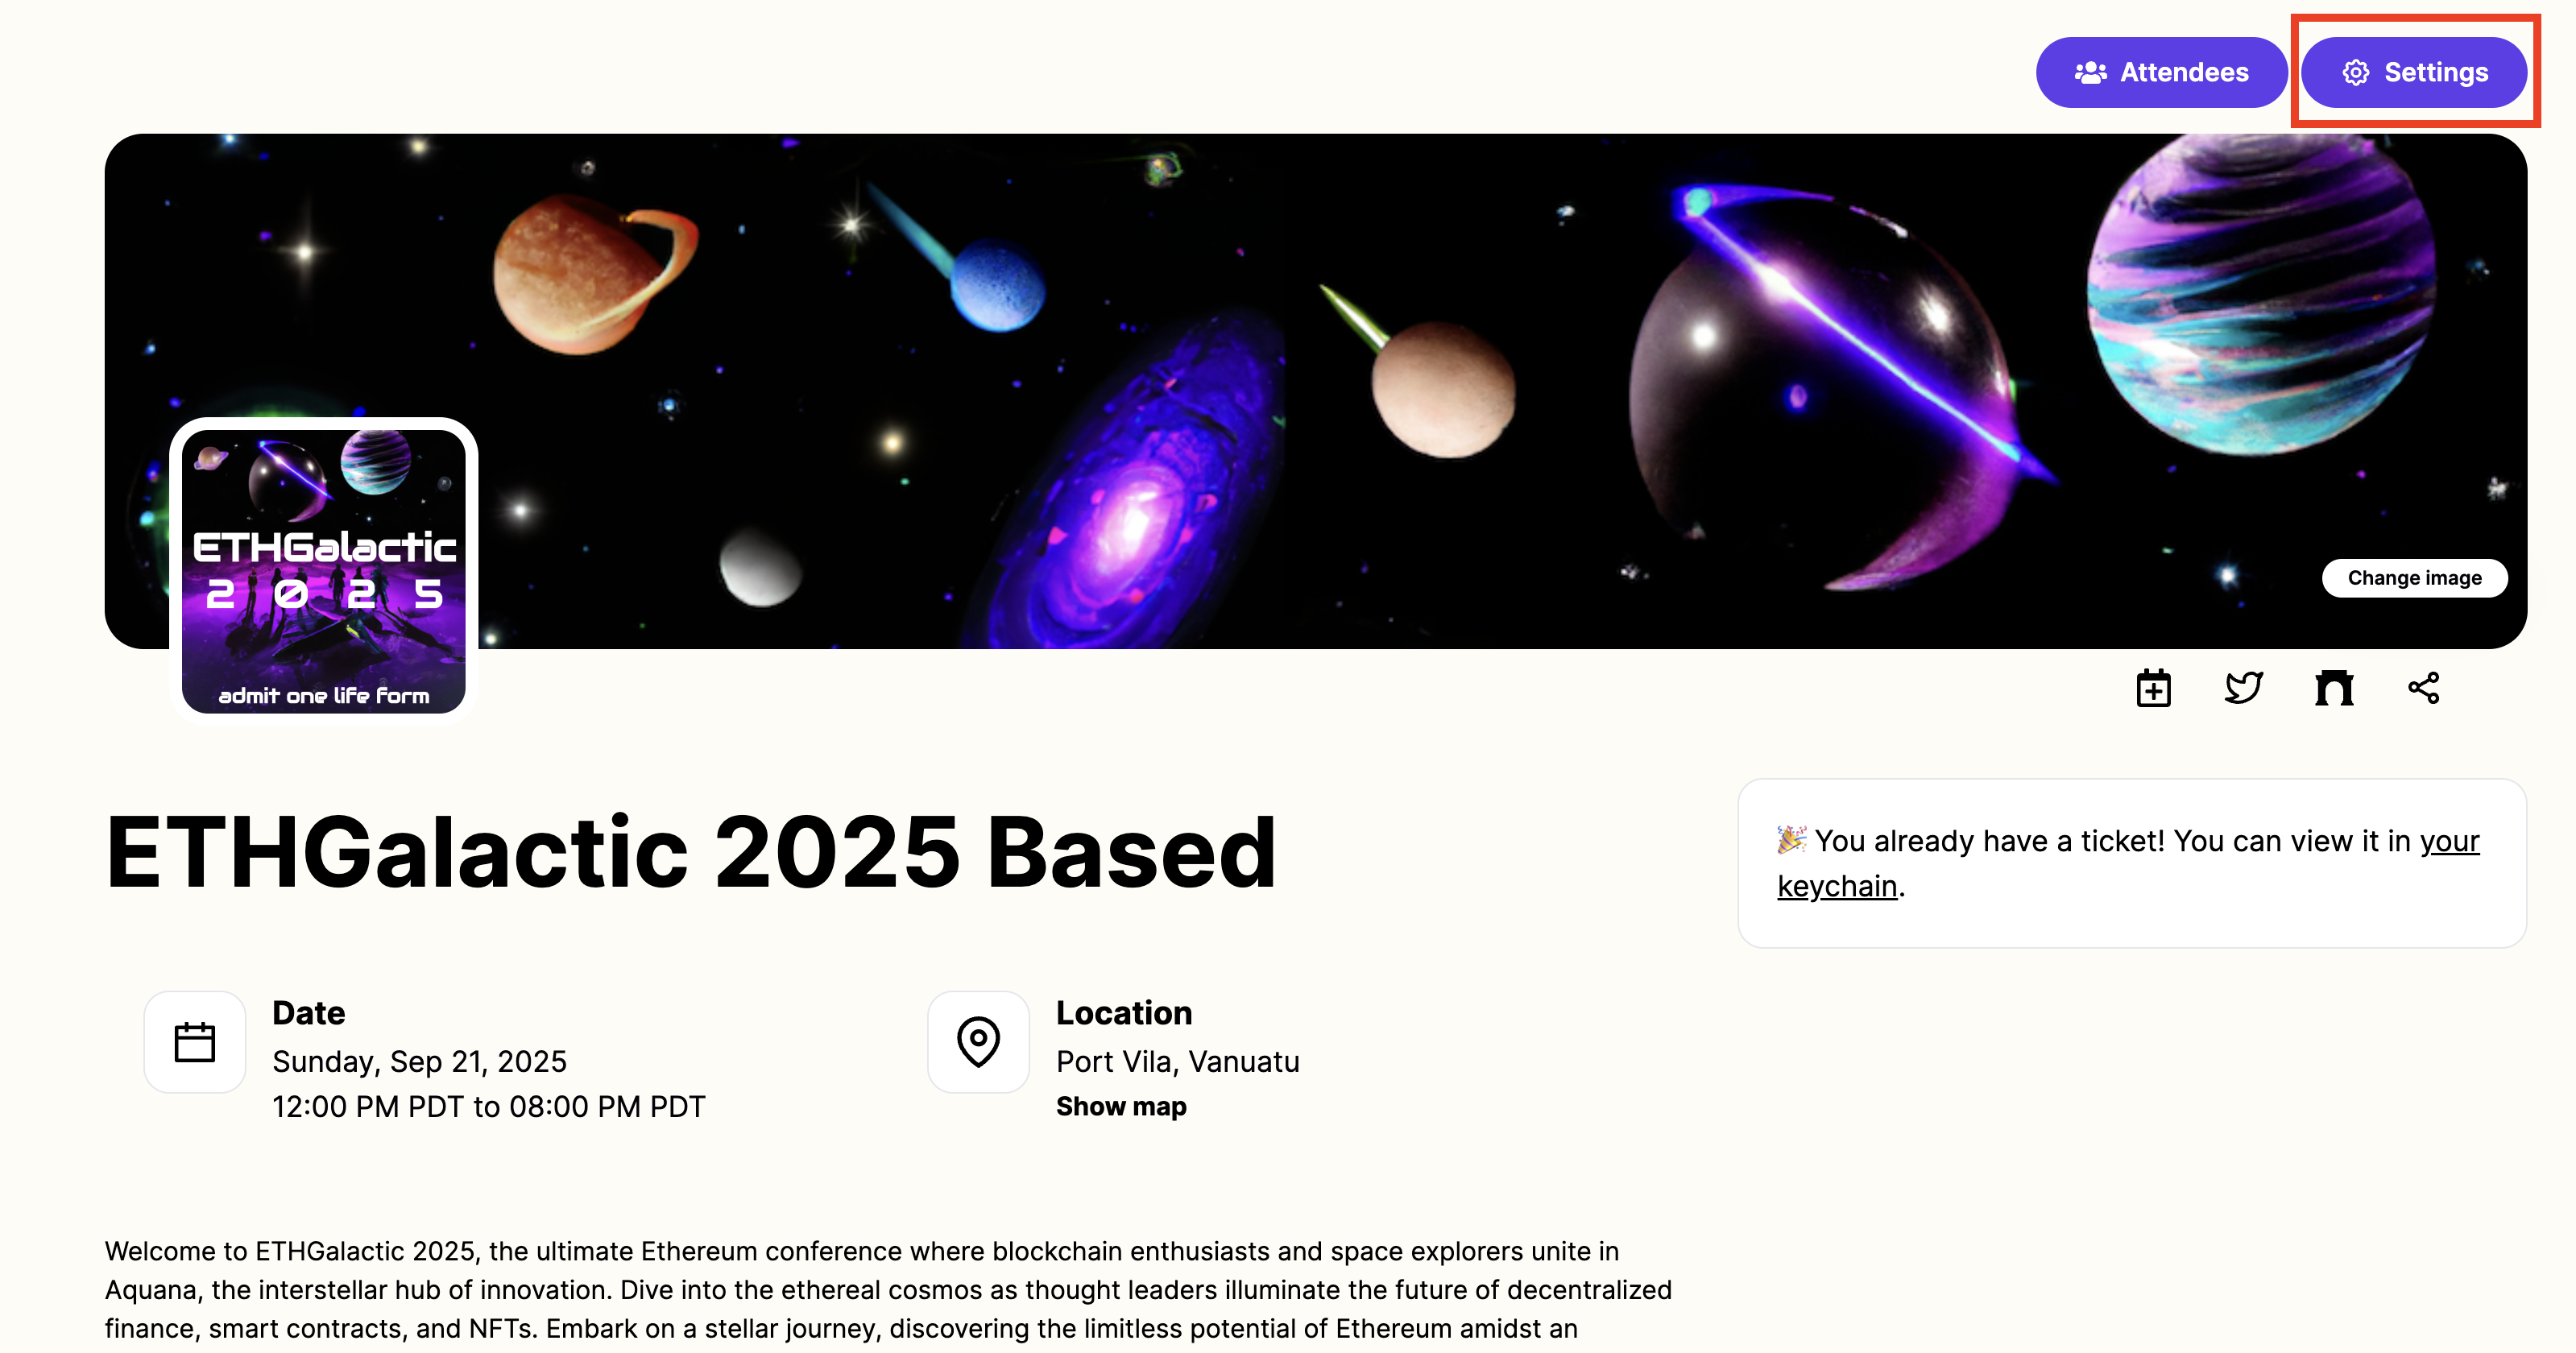 Attendees
Settings
ETHGalactic
2 0 2 5
admit one life form
Change image
ETHGalactic 2025 Based
🎉 You already have a ticket! You can view it in your
keychain.
Date
Sunday, Sep 21, 2025
12:00 PM PDT to 08:00 PM PDT
Location
Port Vila, Vanuatu
Show map
Welcome to ETHGalactic 2025, the ultimate Ethereum conference where blockchain enthusiasts and space explorers unite in
Aquana, the interstellar hub of innovation. Dive into the ethereal cosmos as thought leaders illuminate the future of decentralized
finance, smart contracts, and NFTs. Embark on a stellar journey, discovering the limitless potential of Ethereum amidst an